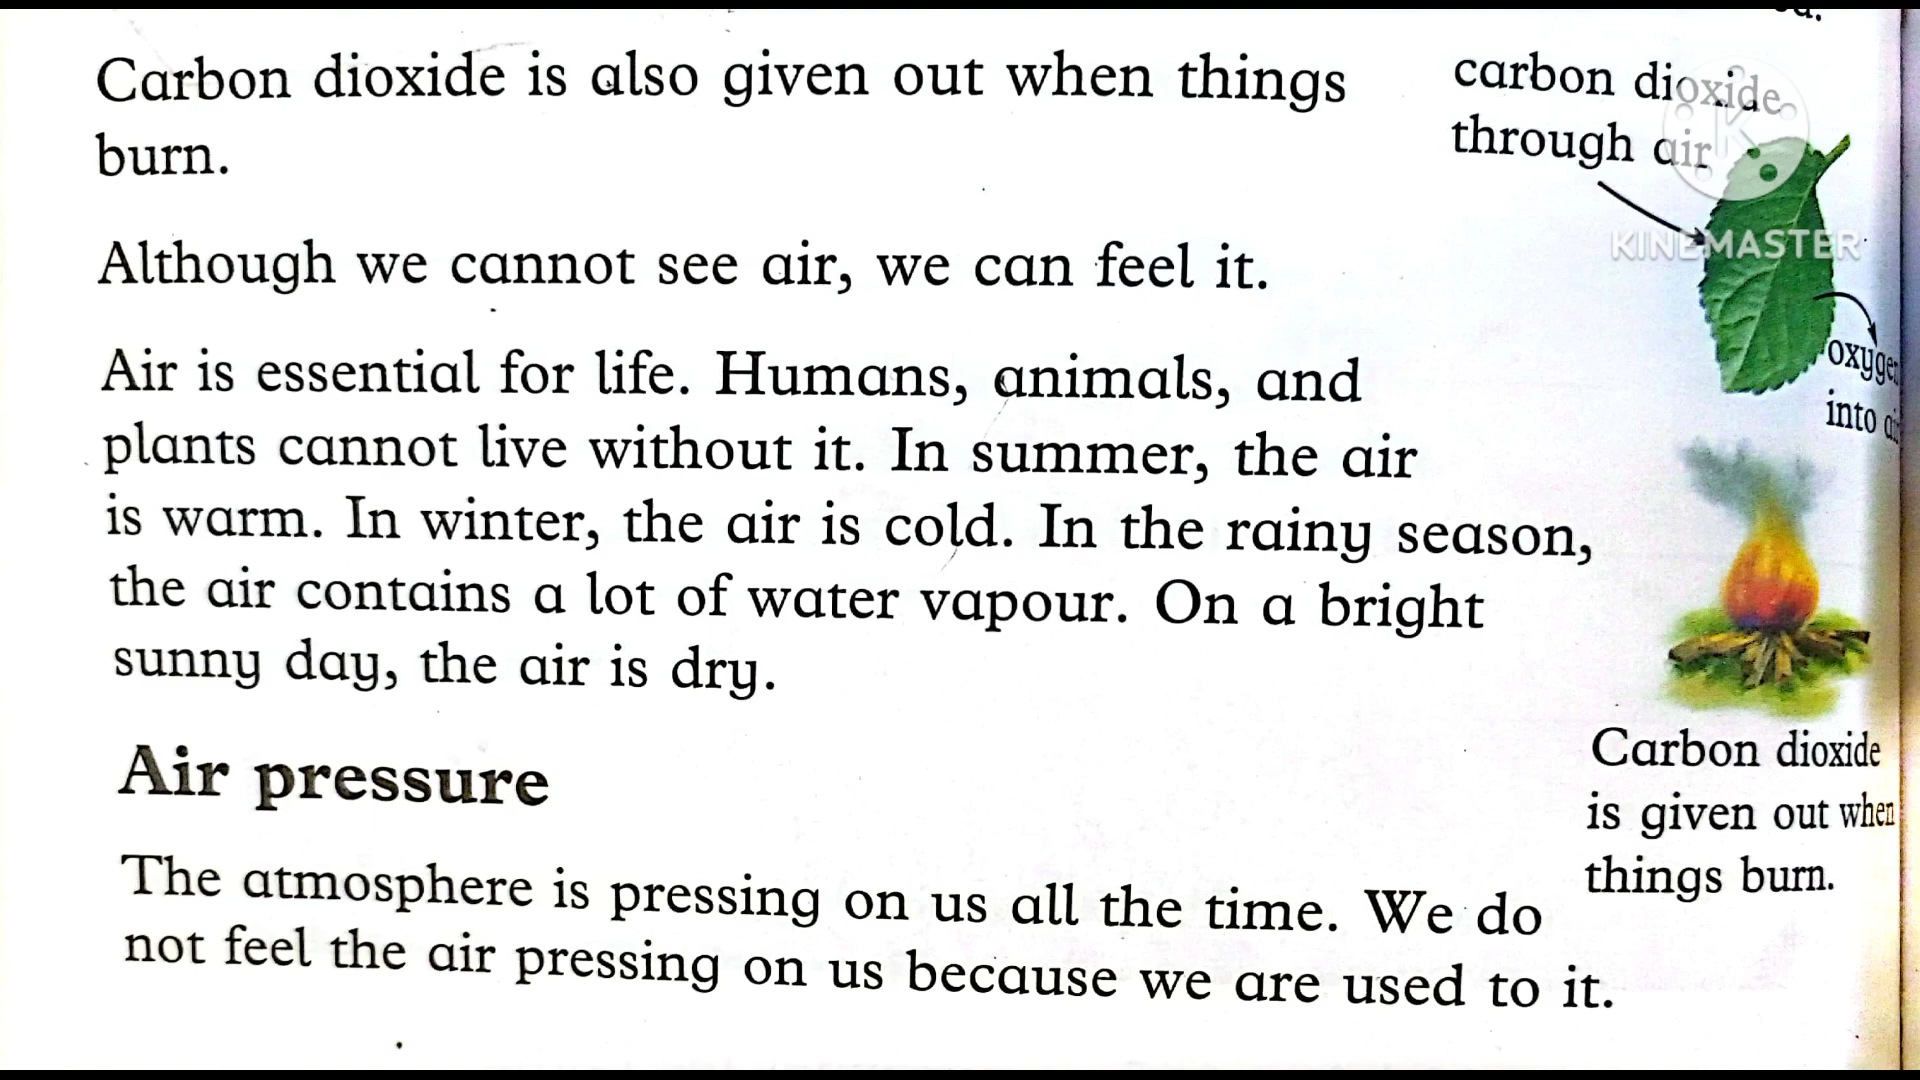 Carbon dioxide is also given out when things
burn.
Although we cannot see air, we can feel it.
Air is essential for life. Humans, animals, and
plants cannot live without it. In summer, the air
is warm. In winter, the air is cold. In the rainy season,
the air contains a lot of water vapour. On a bright
sunny day, the air is dry.
Air pressure
The atmosphere is pressing on us all the time. We do
not feel the air pressing on us because we are used to it.
carbon dioxide
through air
K
KINEMASTER
into
Carbon dioxide
is given out when
things burn.